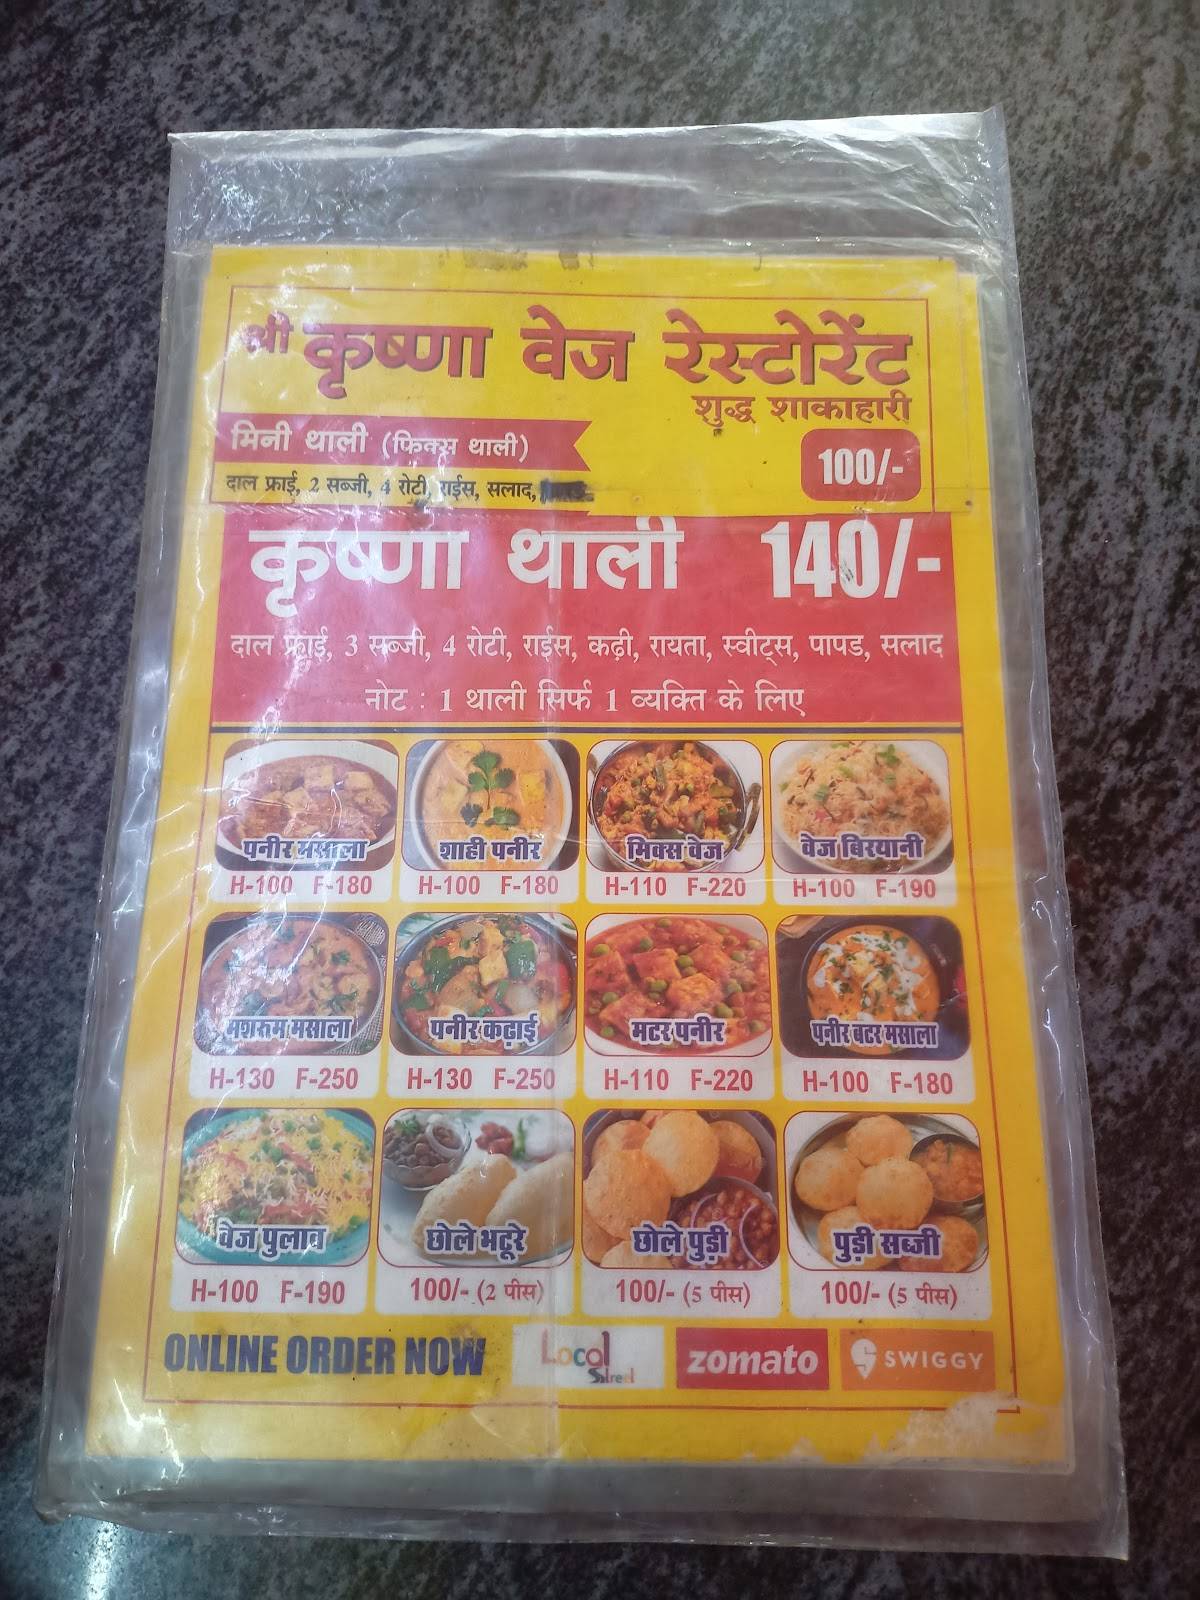 श्री कृष्णा वेज रेस्टोरेंट
शुद्ध शाकाहारी
मिनी थाली (फिक्स थाली)
100/-
दाल फ्राई, 2 सब्जी, 4 रोटी, राईस, सलाद,
कृष्णा थाली 140/-
दाल फ्राई, 3 सब्जी, 4 रोटी, राईस, कढ़ी, रायता, स्वीट्स, पापड, सलाद
नोट : 1 थाली सिर्फ 1 व्यक्ति के लिए
पनीर मसाला शाही पनीर मिक्स वेज वेज बिरयानी
H-100 F-180 H-100 F-180 H-110 F-220 H-100 F-190
मशरूम मसाला पनीर कढ़ाई मटर पनीर पनीर बटर मसाला
H-130 F-250 H-130 F-250 H-110 F-220 H-100 F-180
वेज पुलाव छोले भटूरे छोले पुड़ी पुड़ी सब्जी
H-100 F-190 100/- (2 पीस) 100/- (5 पीस) 100/- (5 पीस)
ONLINE ORDER NOW Local Street zomato SWIGGY